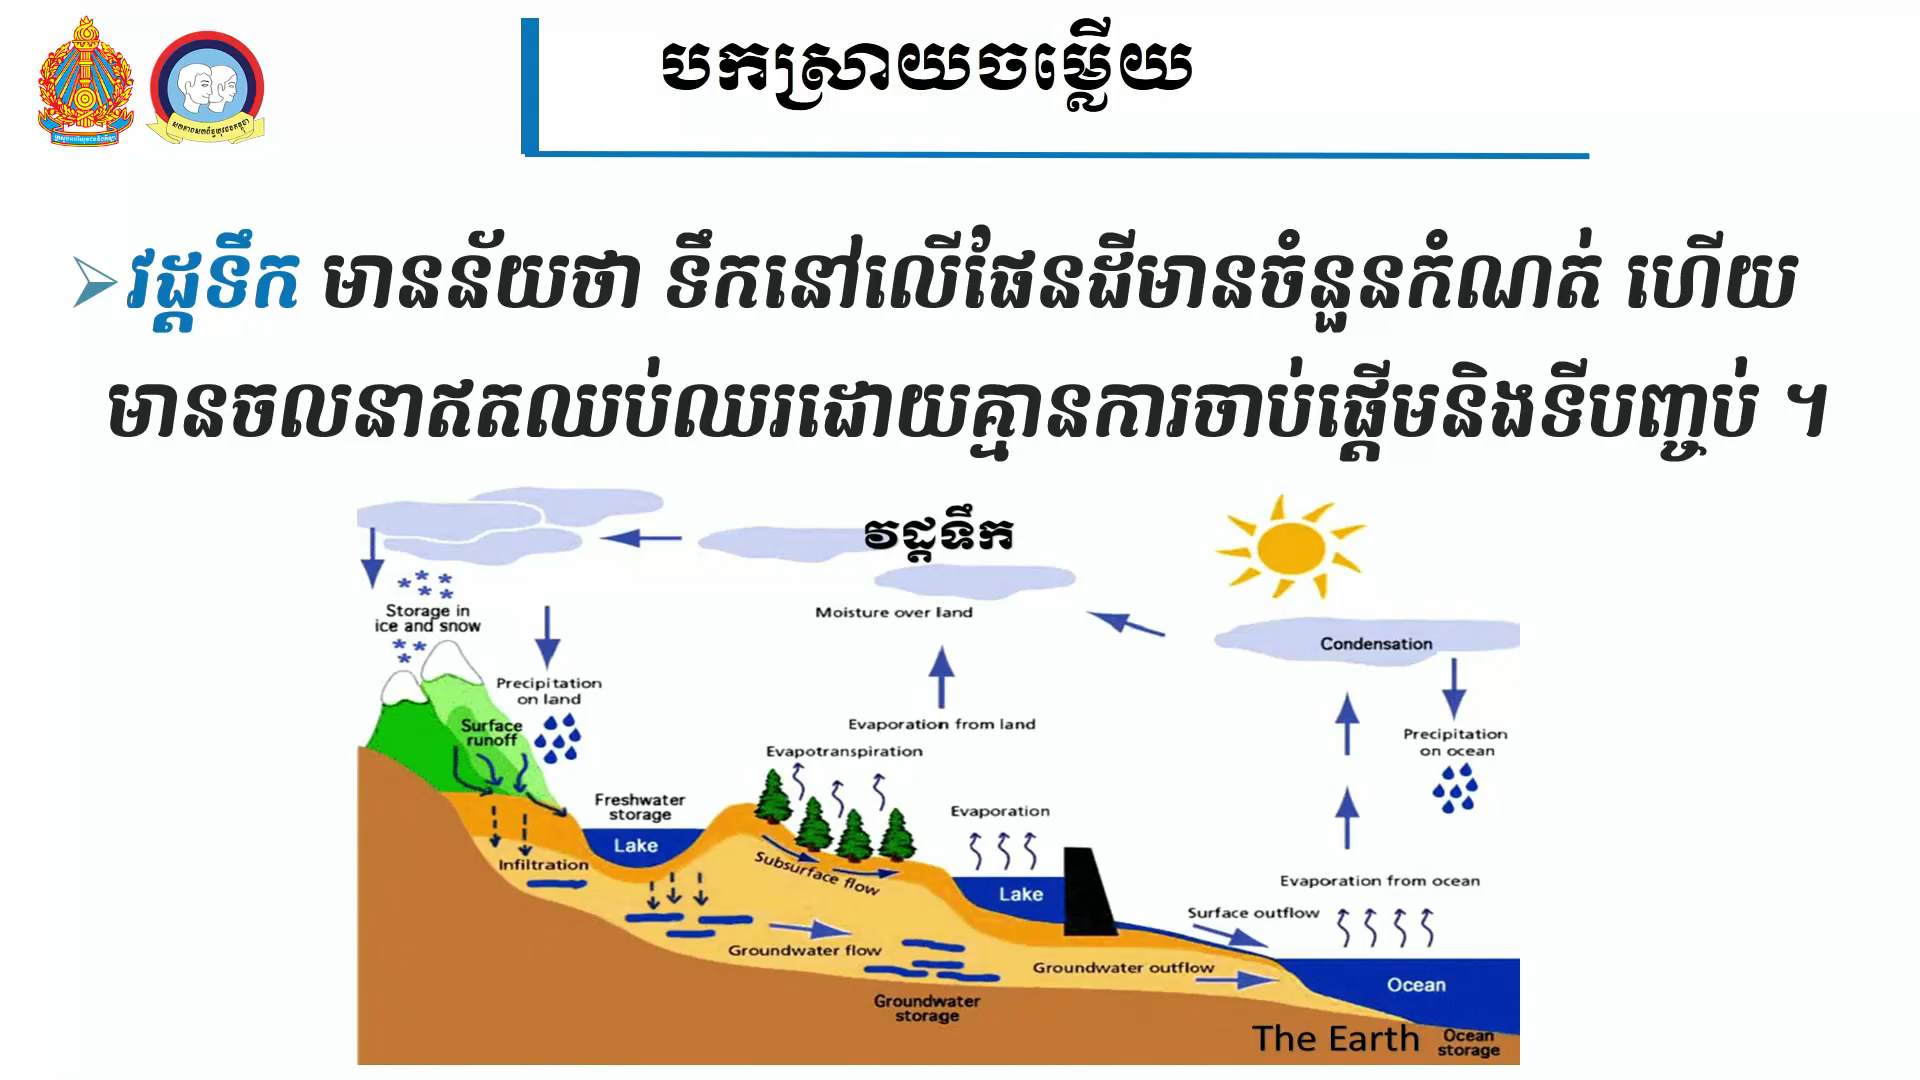 បកស្រាយចម្លើយ
វដ្តទឹក មានន័យថា ទឹកនៅលើផែនដីមានចំនួនកំណត់ ហើយ
មានចលនាឥតឈប់ឈរដោយគ្មានការចាប់ផ្តើមនិងទីបញ្ចប់ ។
វដ្តទឹក
Storage in
ice and snow
Moisture over land
Condensation
Precipitation
on land
Surface
runoff
Evaporation from land
Evapotranspiration
Precipitation
on ocean
Freshwater
storage
Lake
Evaporation
Infiltration
Subsurface flow
Lake
Evaporation from ocean
Surface outflow
Groundwater flow
Groundwater outflow
Ocean
Groundwater
storage
The Earth
Ocean
storage